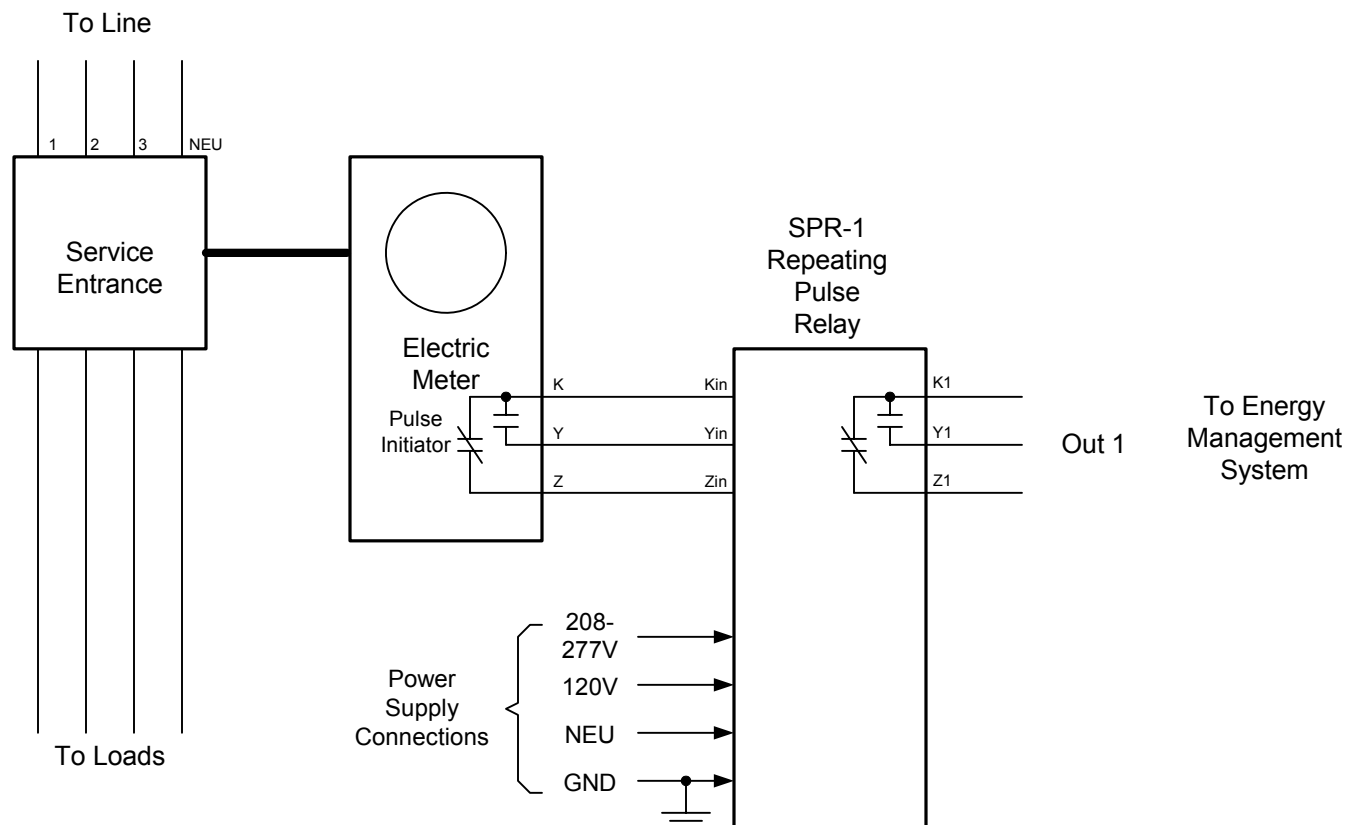 To Line
1 2 3 NEU
Service
Entrance
Electric
Meter
Pulse
Initiator
K
Y
Z
SPR-1
Repeating
Pulse
Relay
Kin
Yin
Zin
K1
Y1
Z1
Out 1
To Energy
Management
System
Power
Supply
Connections
208-
277V
120V
NEU
GND
To Loads